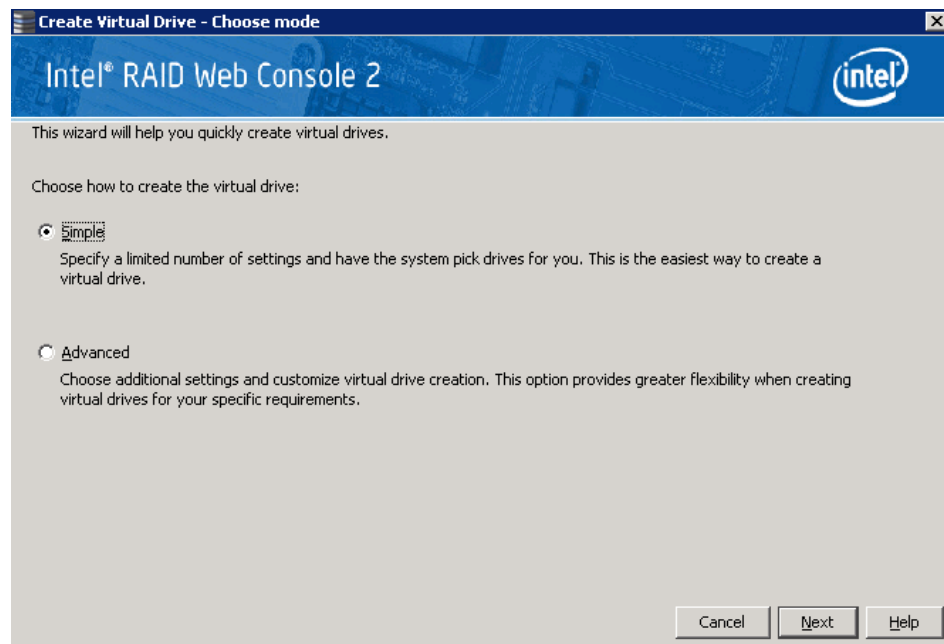 Create Virtual Drive - Choose mode
Intel® RAID Web Console 2
intel
This wizard will help you quickly create virtual drives.
Choose how to create the virtual drive:
Simple
Specify a limited number of settings and have the system pick drives for you. This is the easiest way to create a
virtual drive.
Advanced
Choose additional settings and customize virtual drive creation. This option provides greater flexibility when creating
virtual drives for your specific requirements.
Cancel Next Help